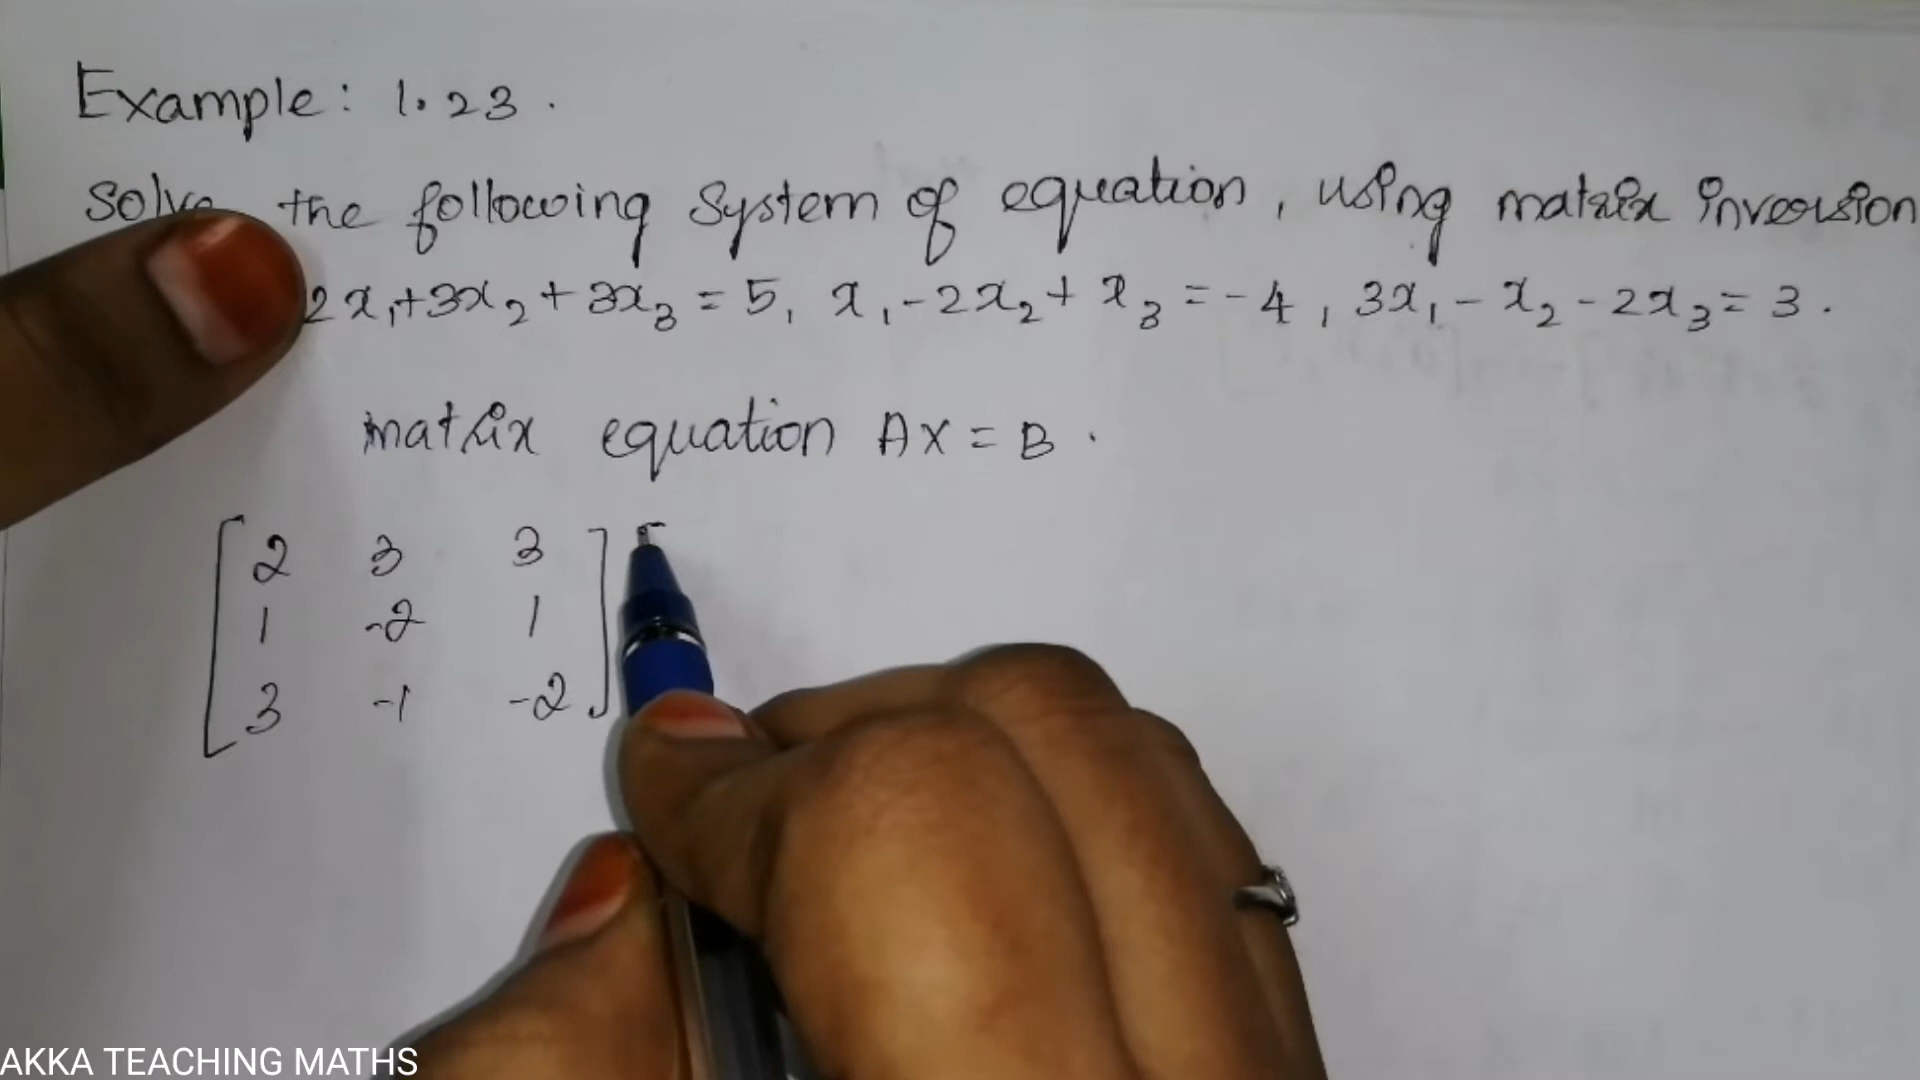 Example: 1.23.
Solve the following System of equation, using matrix inversion
2x₁+3x₂+3x₃=5, x₁-2x₂+x₃=-4, 3x₁-x₂-2x₃=3.
matrix equation AX=B.
2 3 3
1 -2 1
3 -1 -2
AKKA TEACHING MATHS